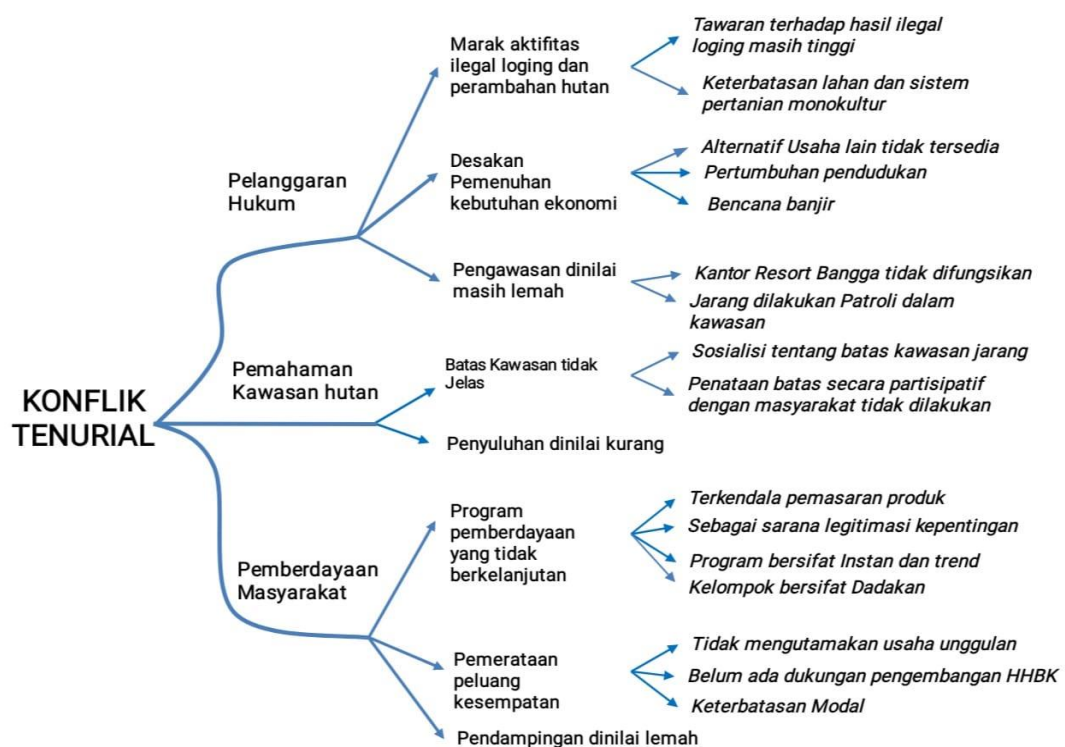 KONFLIK
TENURIAL
Pelanggaran
Hukum
Marak aktifitas
ilegal loging dan
perambahan hutan
Tawaran terhadap hasil ilegal
loging masih tinggi
Keterbatasan lahan dan sistem
pertanian monokultur
Desakan
Pemenuhan
kebutuhan ekonomi
Alternatif Usaha lain tidak tersedia
Pertumbuhan pendudukan
Bencana banjir
Pengawasan dinilai
masih lemah
Kantor Resort Bangga tidak difungsikan
Jarang dilakukan Patroli dalam
kawasan
Pemahaman
Kawasan hutan
Batas Kawasan tidak
Jelas
Sosialisi tentang batas kawasan jarang
Penataan batas secara partisipatif
dengan masyarakat tidak dilakukan
Penyuluhan dinilai kurang
Pemberdayaan
Masyarakat
Program
pemberdayaan
yang tidak
berkelanjutan
Terkendala pemasaran produk
Sebagai sarana legitimasi kepentingan
Program bersifat Instan dan trend
Kelompok bersifat Dadakan
Pemerataan
peluang
kesempatan
Tidak mengutamakan usaha unggulan
Belum ada dukungan pengembangan HHBK
Keterbatasan Modal
Pendampingan dinilai lemah